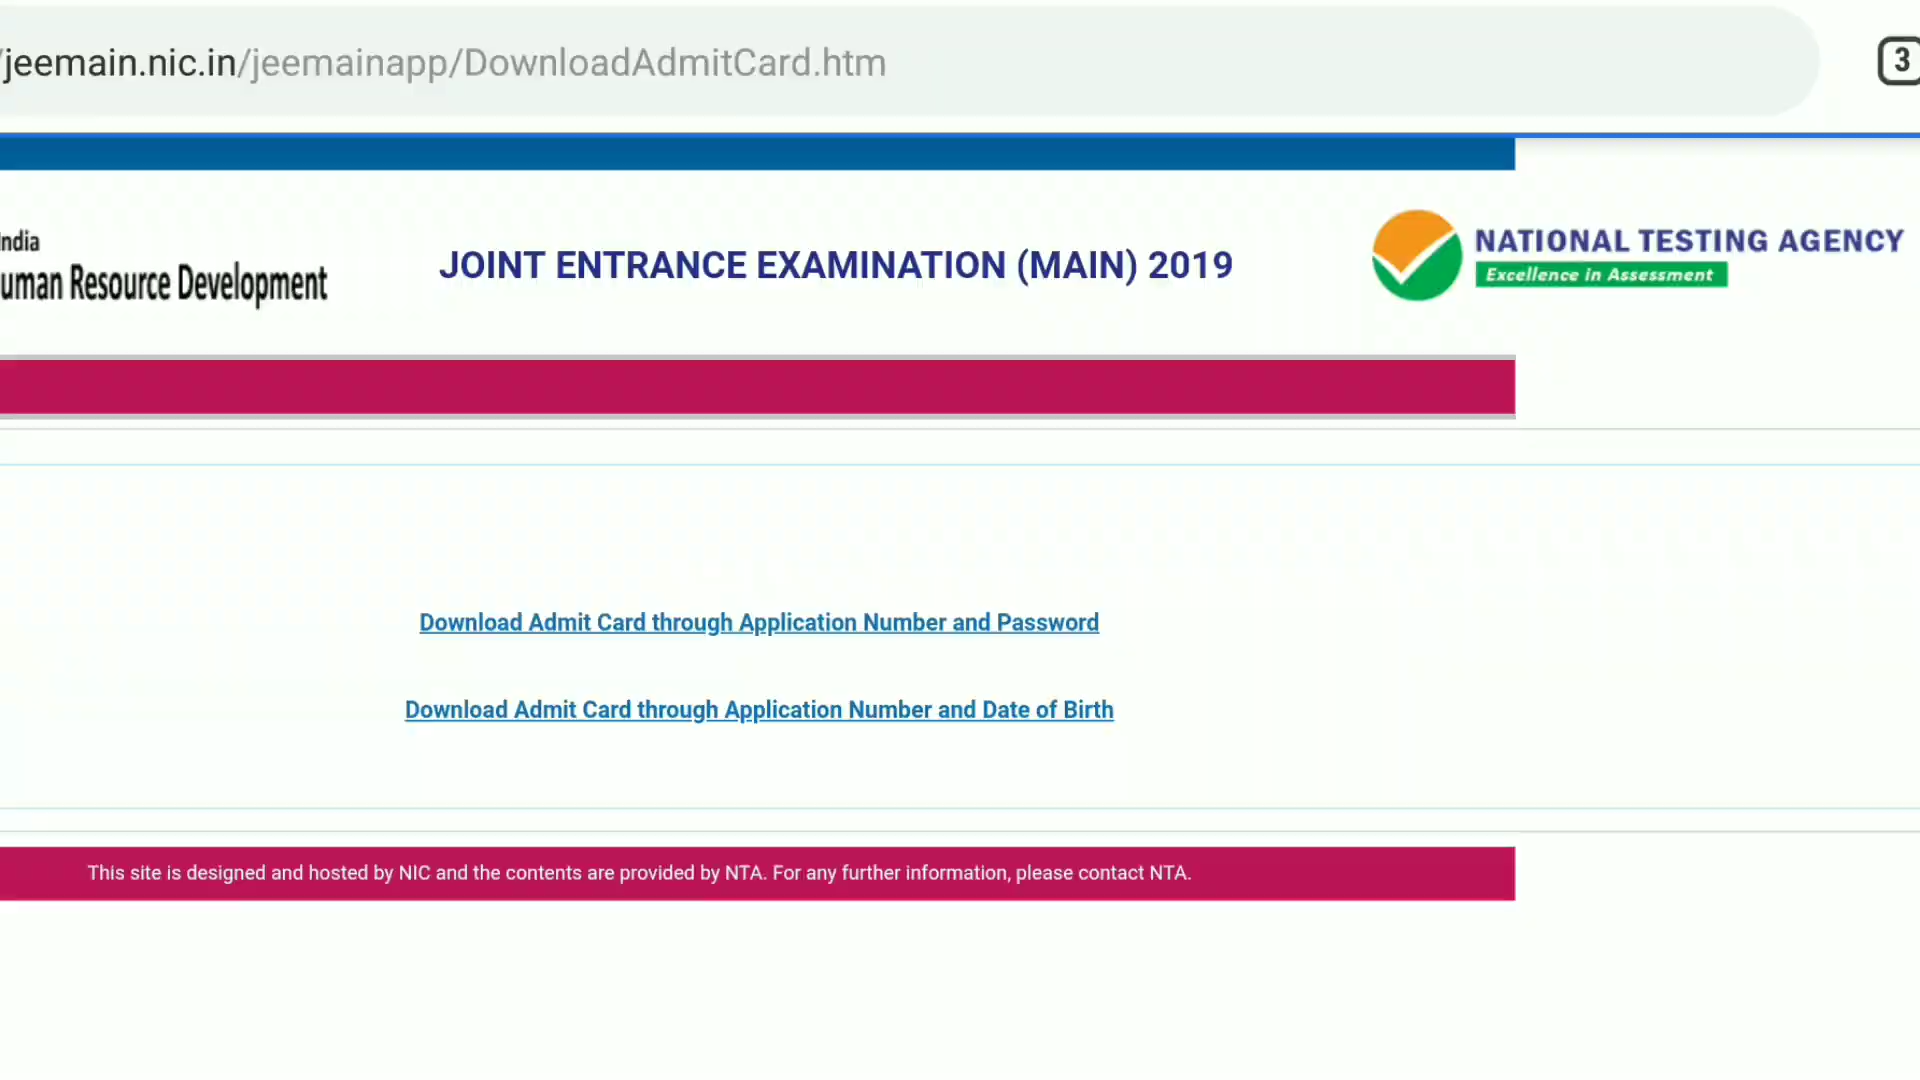 /jeemain.nic.in/jeemainapp/DownloadAdmitCard.htm
3
India
uman Resource Development
JOINT ENTRANCE EXAMINATION (MAIN) 2019
NATIONAL TESTING AGENCY
Excellence in Assessment
Download Admit Card through Application Number and Password
Download Admit Card through Application Number and Date of Birth
This site is designed and hosted by NIC and the contents are provided by NTA. For any further information, please contact NTA.